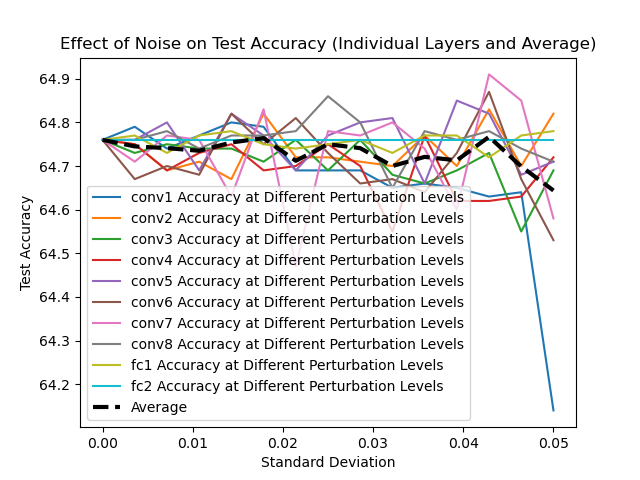 Effect of Noise on Test Accuracy (Individual Layers and Average)
Test Accuracy
64.9
64.8
64.7
64.6
64.5
64.4
64.3
64.2
conv1 Accuracy at Different Perturbation Levels
conv2 Accuracy at Different Perturbation Levels
conv3 Accuracy at Different Perturbation Levels
conv4 Accuracy at Different Perturbation Levels
conv5 Accuracy at Different Perturbation Levels
conv6 Accuracy at Different Perturbation Levels
conv7 Accuracy at Different Perturbation Levels
conv8 Accuracy at Different Perturbation Levels
fc1 Accuracy at Different Perturbation Levels
fc2 Accuracy at Different Perturbation Levels
Average
0.00 0.01 0.02 0.03 0.04 0.05
Standard Deviation